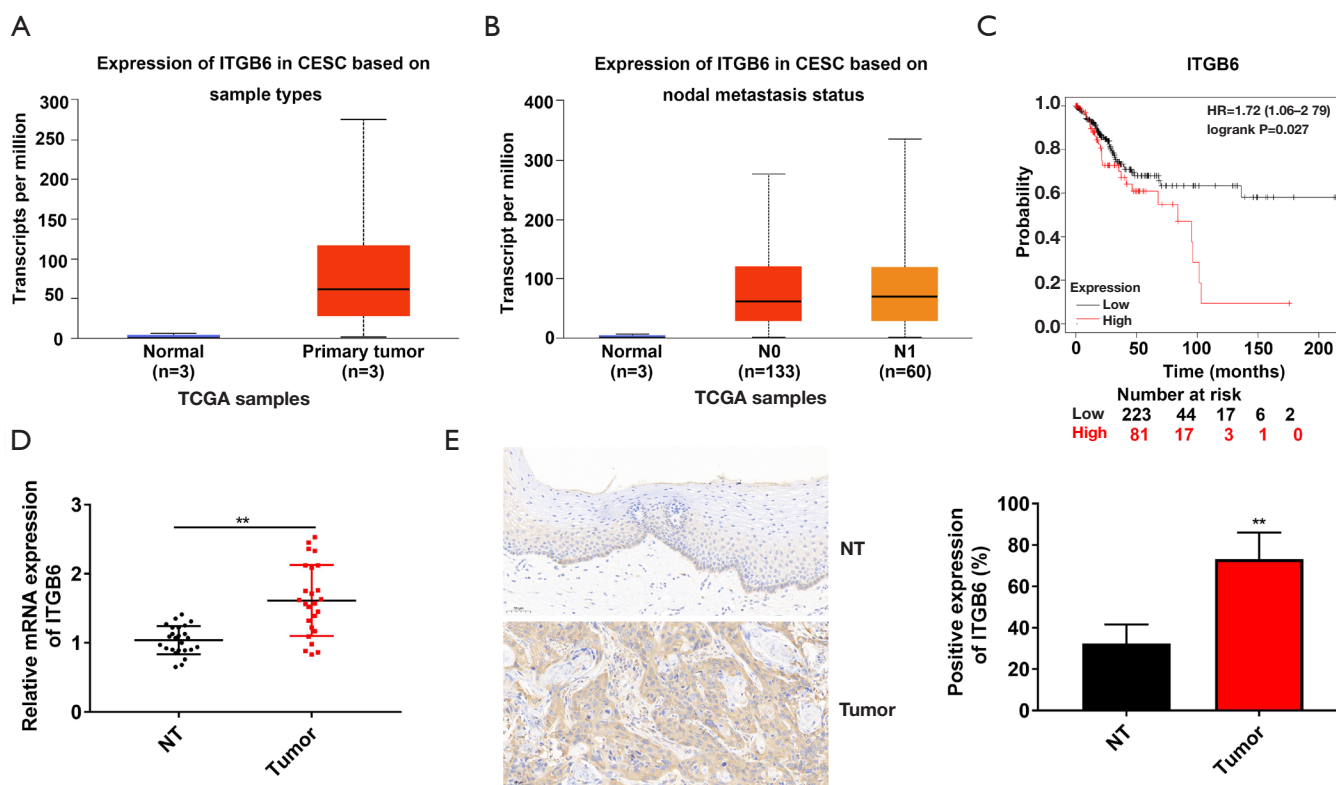 A
Expression of ITGB6 in CESC based on
sample types
Transcripts per million
300
250
200
150
100
50
0
Normal
(n=3)
Primary tumor
(n=3)
TCGA samples
B
Expression of ITGB6 in CESC based on
nodal metastasis status
Transcript per million
400
300
200
100
0
Normal
(n=3)
N0
(n=133)
N1
(n=60)
TCGA samples
C
ITGB6
HR=1.72 (1.06–2 79)
logrank P=0.027
Probability
1.0
0.8
0.6
0.4
0.2
0.0
Expression
Low
High
0 50 100 150 200
Time (months)
Number at risk
Low 223 44 17 6 2
High 81 17 3 1 0
D
Relative mRNA expression
of ITGB6
3
2
1
0
**
NT
Tumor
E
NT
Tumor
Positive expression
of ITGB6 (%)
100
80
60
40
20
0
**
NT
Tumor